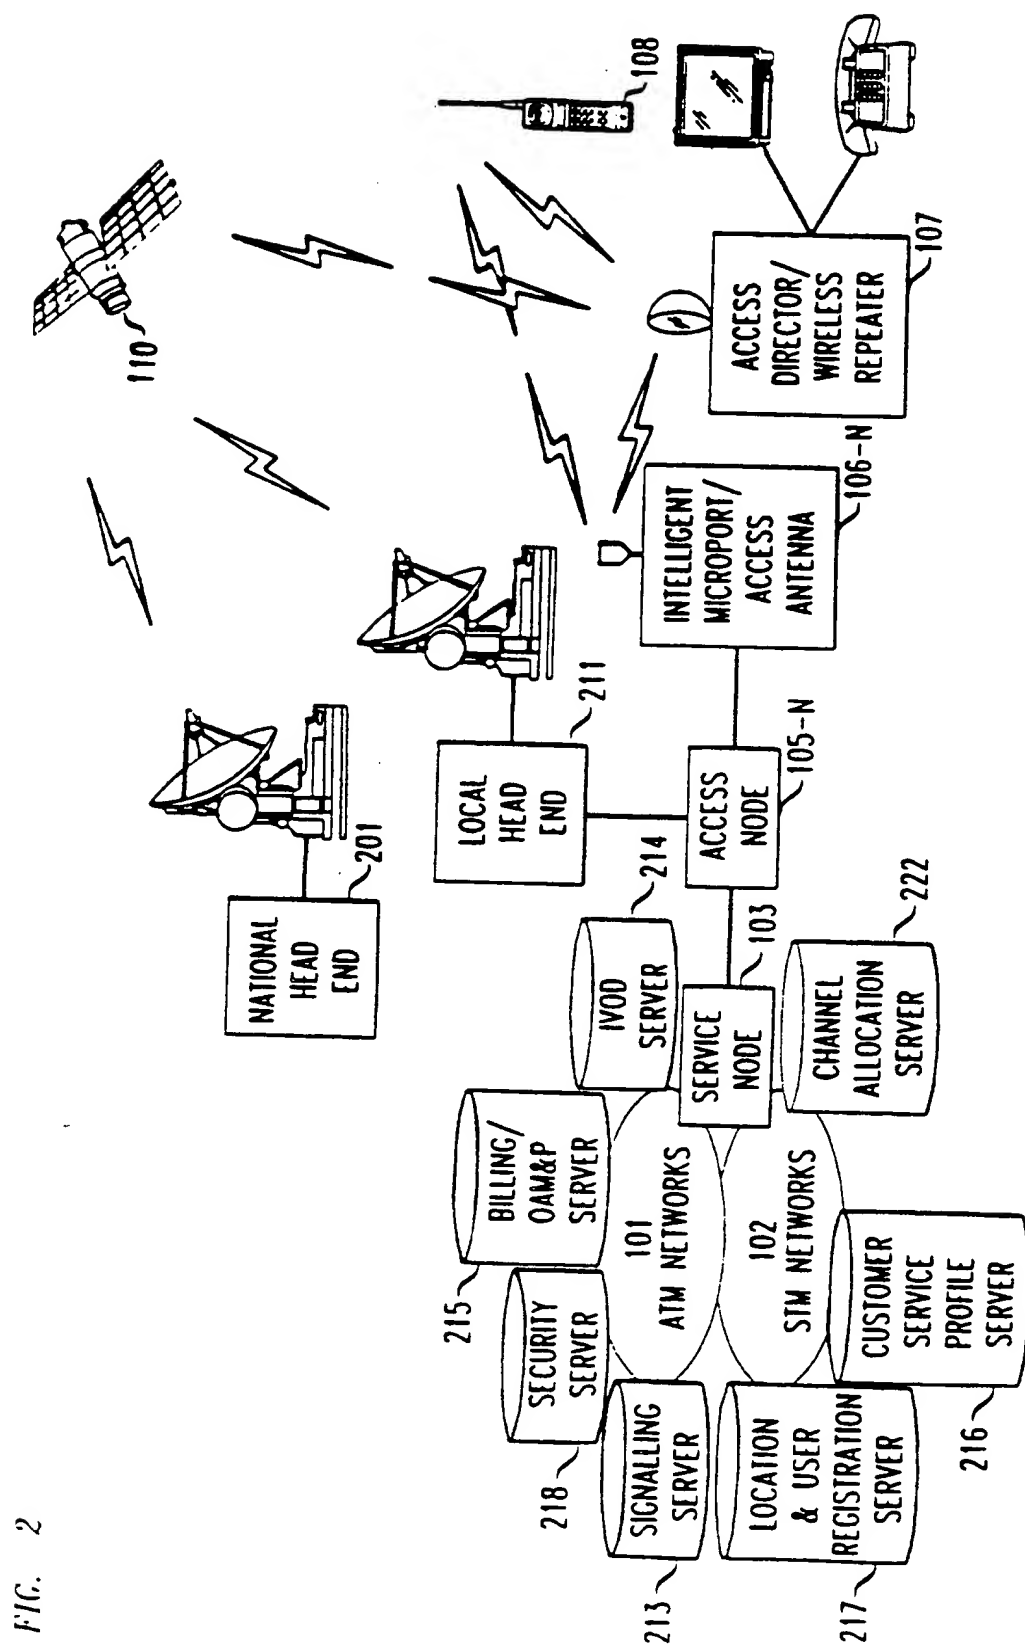 FIG. 2
110
108
NATIONAL
HEAD
END
201
LOCAL
HEAD
END
211
ACCESS
DIRECTOR/
WIRELESS
REPEATER
107
INTELLIGENT
MICROPORT/
ACCESS
ANTENNA
106-N
ACCESS
NODE
105-N
SERVICE
NODE
103
IVOD
SERVER
214
CHANNEL
ALLOCATION
SERVER
222
BILLING/
OAM&P
SERVER
215
SECURITY
SERVER
218
SIGNALLING
SERVER
213
101
ATM NETWORKS
102
STM NETWORKS
LOCATION
& USER
REGISTRATION
SERVER
217
CUSTOMER
SERVICE
PROFILE
SERVER
216